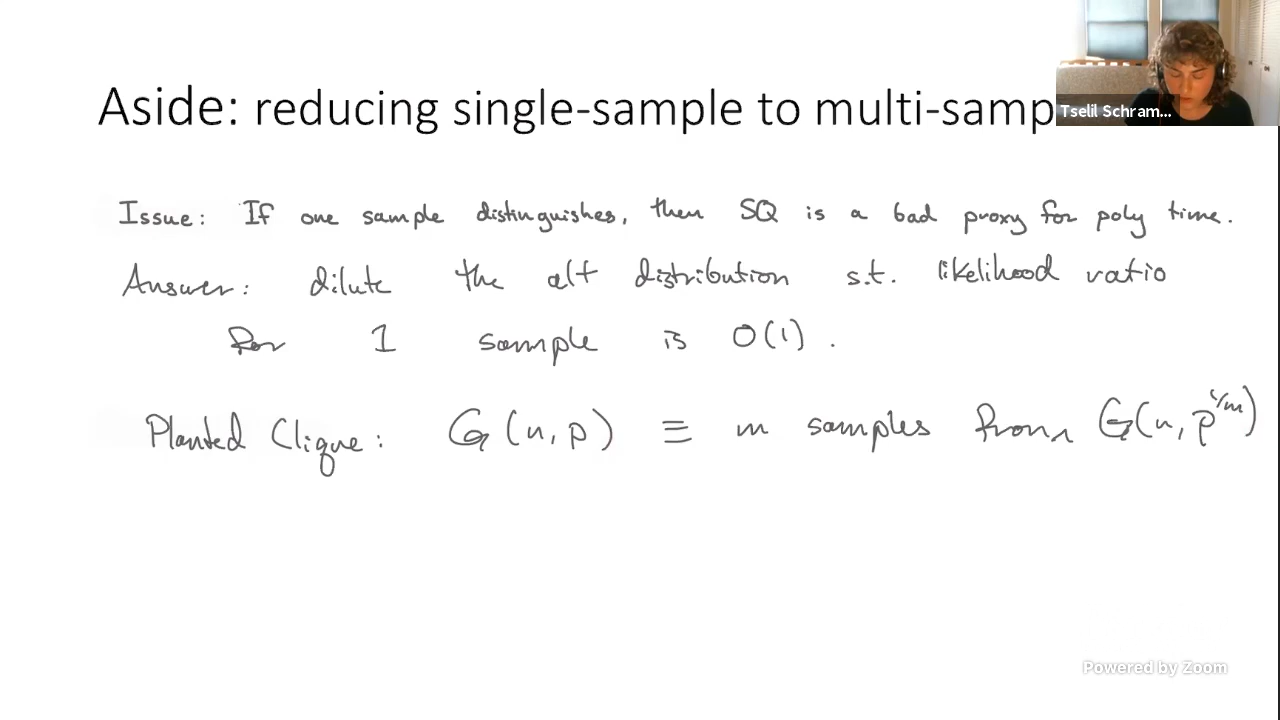 Aside: reducing single-sample to multi-samp
Tselil Schram...
Issue: If one sample distinguishes, then SQ is a bad proxy for poly time.
Answer: dilute the alt distribution s.t. likelihood ratio
for 1 sample is O(1).
Planted Clique: G(n,p) ≡ m samples from G(n, p^{1/m})
Powered by Zoom